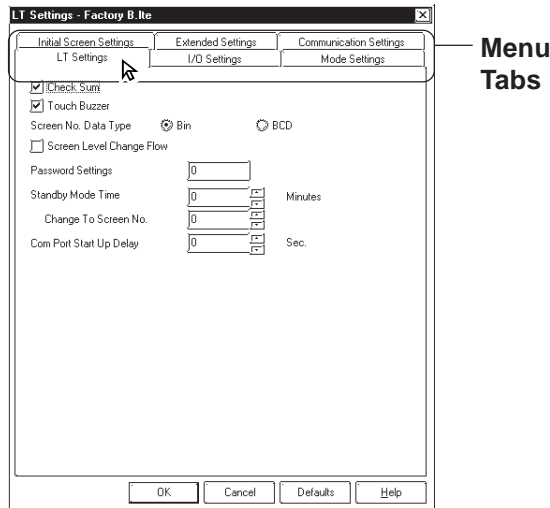 LT Settings - Factory B.lte
Initial Screen Settings Extended Settings Communication Settings
LT Settings I/O Settings Mode Settings
Menu Tabs
Check Sum
Touch Buzzer
Screen No. Data Type Bin BCD
Screen Level Change Flow
Password Settings 0
Standby Mode Time 0 Minutes
Change To Screen No. 0
Com Port Start Up Delay 0 Sec.
OK Cancel Defaults Help